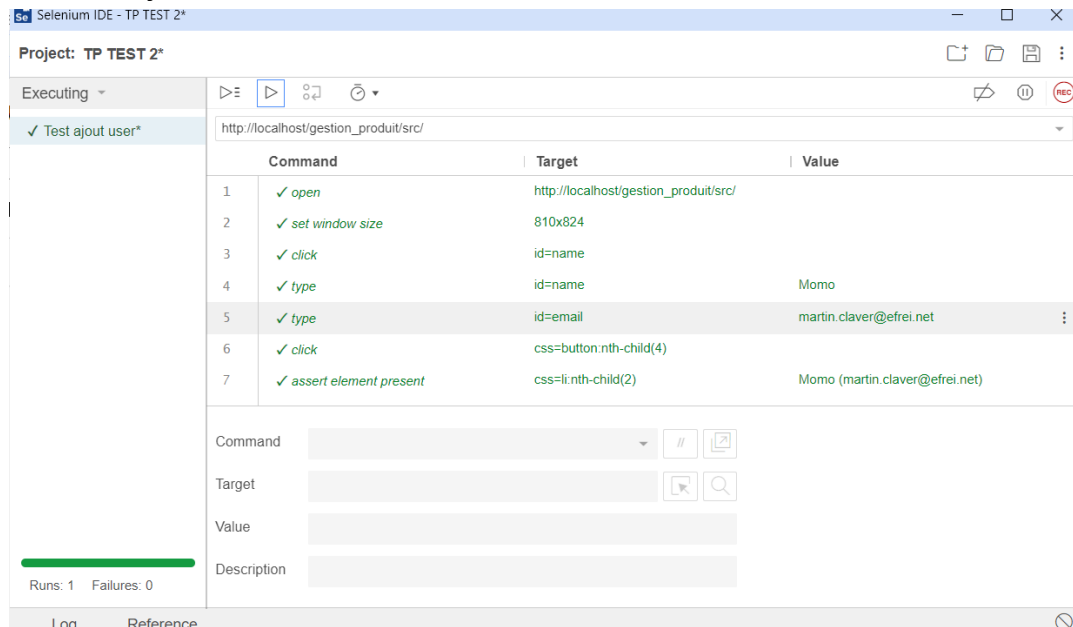 Se Selenium IDE - TP TEST 2*
Project: TP TEST 2*
Executing
http://localhost/gestion_produit/src/
✓ Test ajout user*
Command Target Value
1 ✓ open http://localhost/gestion_produit/src/
2 ✓ set window size 810x824
3 ✓ click id=name
4 ✓ type id=name Momo
5 ✓ type id=email martin.claver@efrei.net
6 ✓ click css=button:nth-child(4)
7 ✓ assert element present css=li:nth-child(2) Momo (martin.claver@efrei.net)
Command //
Target
Value
Description
Runs: 1 Failures: 0
REC
Log Reference